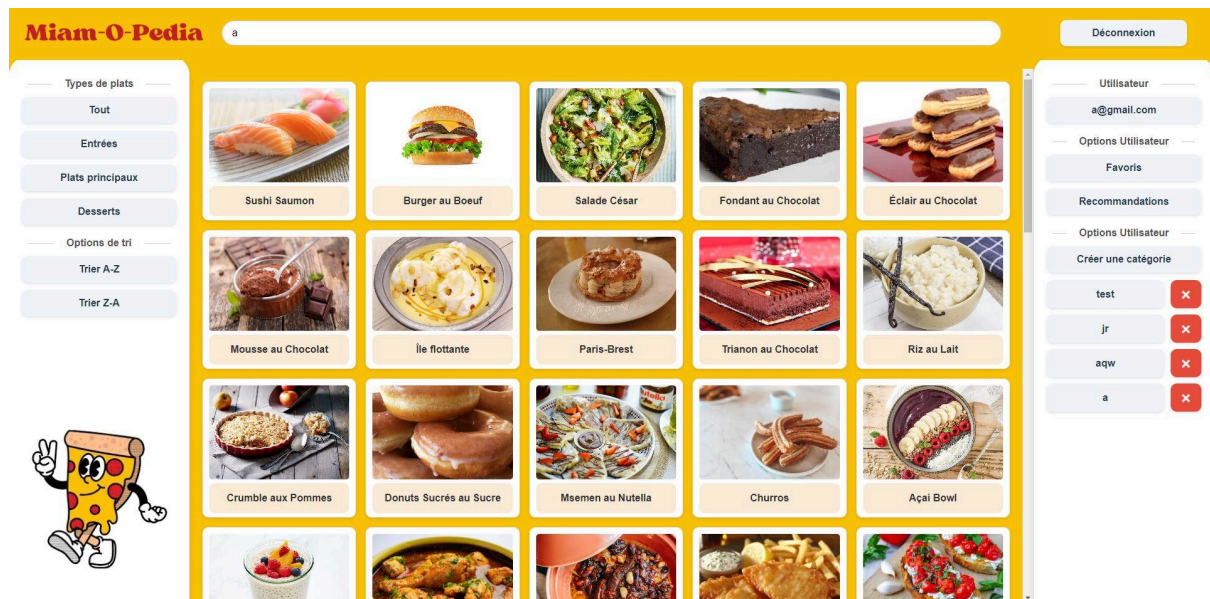 Miam-O-Pedia
a
Déconnexion
Types de plats
Tout
Entrées
Plats principaux
Desserts
Options de tri
Trier A-Z
Trier Z-A
Sushi Saumon
Burger au Boeuf
Salade César
Fondant au Chocolat
Éclair au Chocolat
Mousse au Chocolat
Île flottante
Paris-Brest
Trianon au Chocolat
Riz au Lait
Crumble aux Pommes
Donuts Sucrés au Sucre
nutella
Msemen au Nutella
Churros
Açai Bowl
Utilisateur
a@gmail.com
Options Utilisateur
Favoris
Recommandations
Options Utilisateur
Créer une catégorie
test
jr
aqw
a